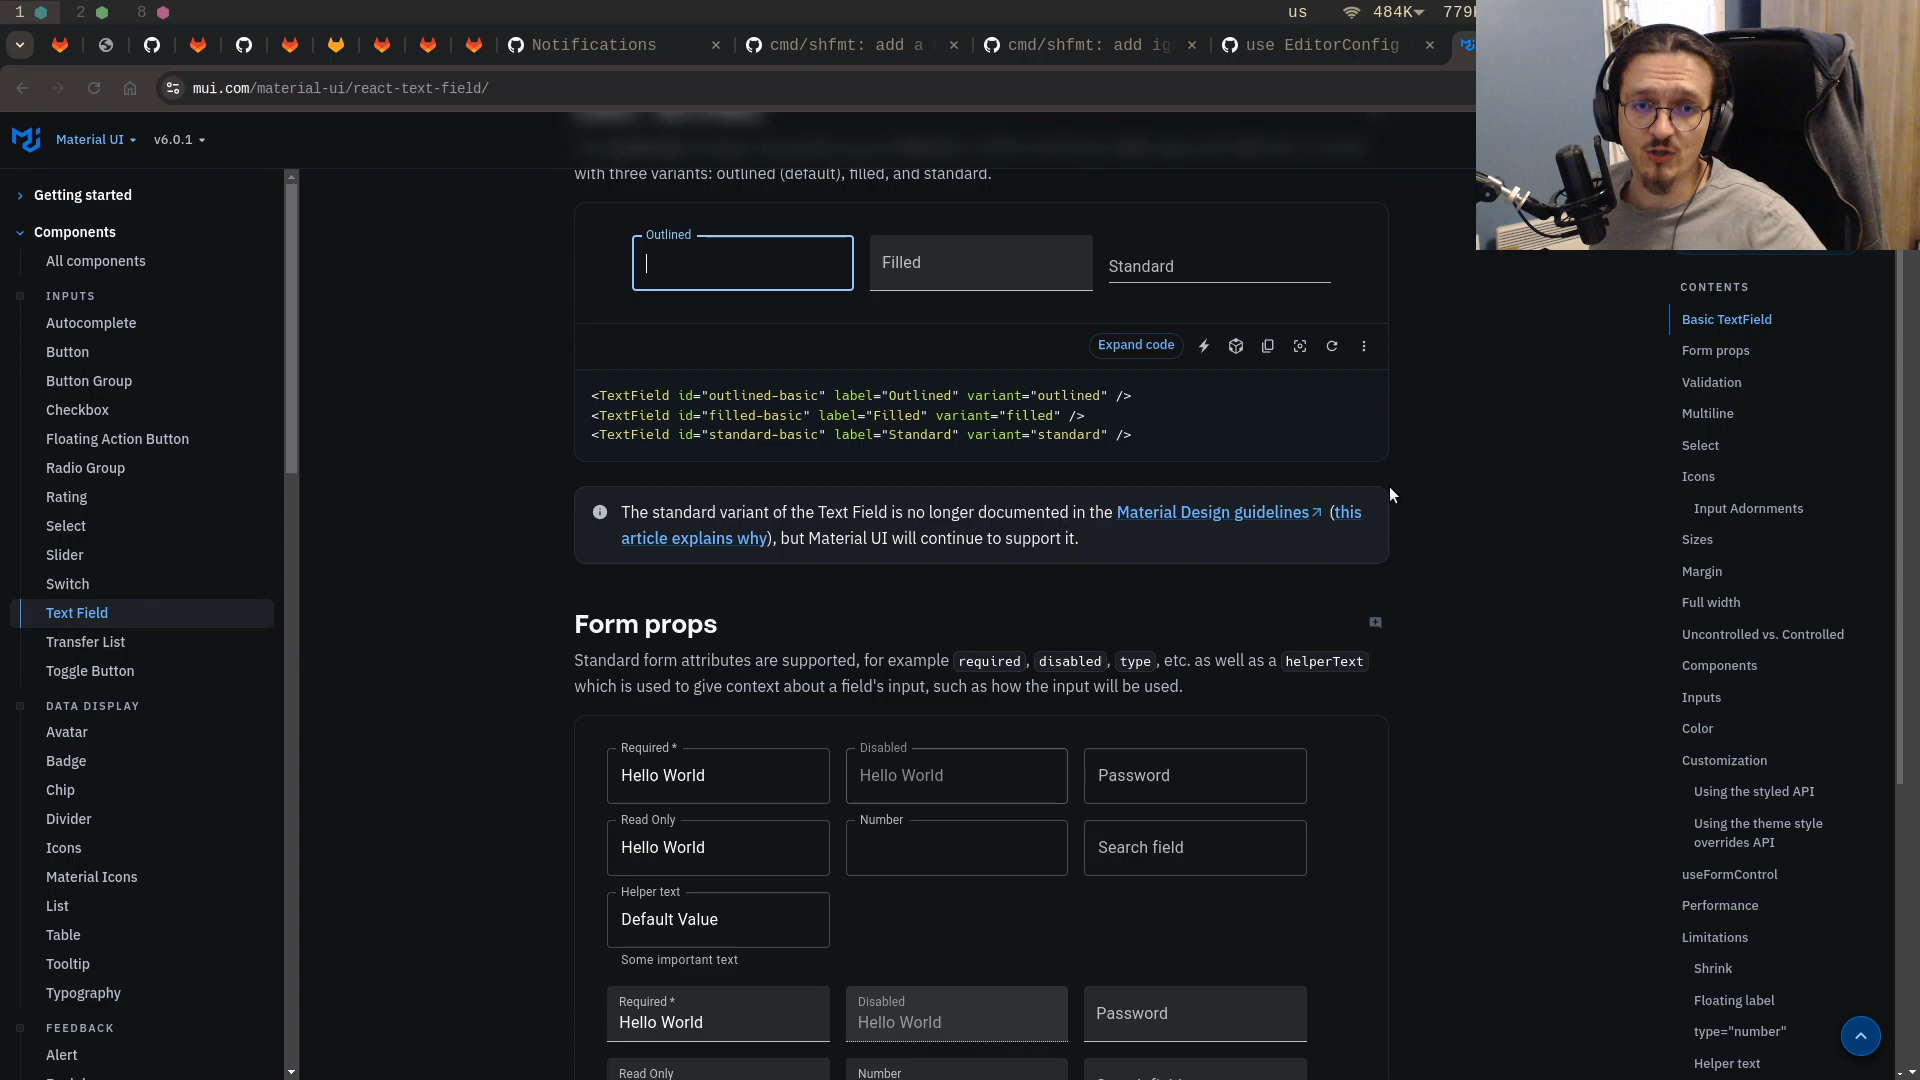 1 2 8 us 484K 779K
Notifications × cmd/shfmt: add a × cmd/shfmt: add ig × use EditorConfig ×
mui.com/material-ui/react-text-field/
Material UI v6.0.1
Getting started
Components
All components
INPUTS
Autocomplete
Button
Button Group
Checkbox
Floating Action Button
Radio Group
Rating
Select
Slider
Switch
Text Field
Transfer List
Toggle Button
DATA DISPLAY
Avatar
Badge
Chip
Divider
Icons
Material Icons
List
Table
Tooltip
Typography
FEEDBACK
Alert
with three variants: outlined (default), filled, and standard.
Outlined
Filled
Standard
Expand code
<TextField id="outlined-basic" label="Outlined" variant="outlined" />
<TextField id="filled-basic" label="Filled" variant="filled" />
<TextField id="standard-basic" label="Standard" variant="standard" />
The standard variant of the Text Field is no longer documented in the Material Design guidelines (this
article explains why), but Material UI will continue to support it.
Form props
Standard form attributes are supported, for example required, disabled, type, etc. as well as a helperText
which is used to give context about a field's input, such as how the input will be used.
Required *
Hello World
Disabled
Hello World
Password
Read Only
Hello World
Number
Search field
Helper text
Default Value
Some important text
Required *
Hello World
Disabled
Hello World
Password
Read Only
Number
CONTENTS
Basic TextField
Form props
Validation
Multiline
Select
Icons
Input Adornments
Sizes
Margin
Full width
Uncontrolled vs. Controlled
Components
Inputs
Color
Customization
Using the styled API
Using the theme style
overrides API
useFormControl
Performance
Limitations
Shrink
Floating label
type="number"
Helper text